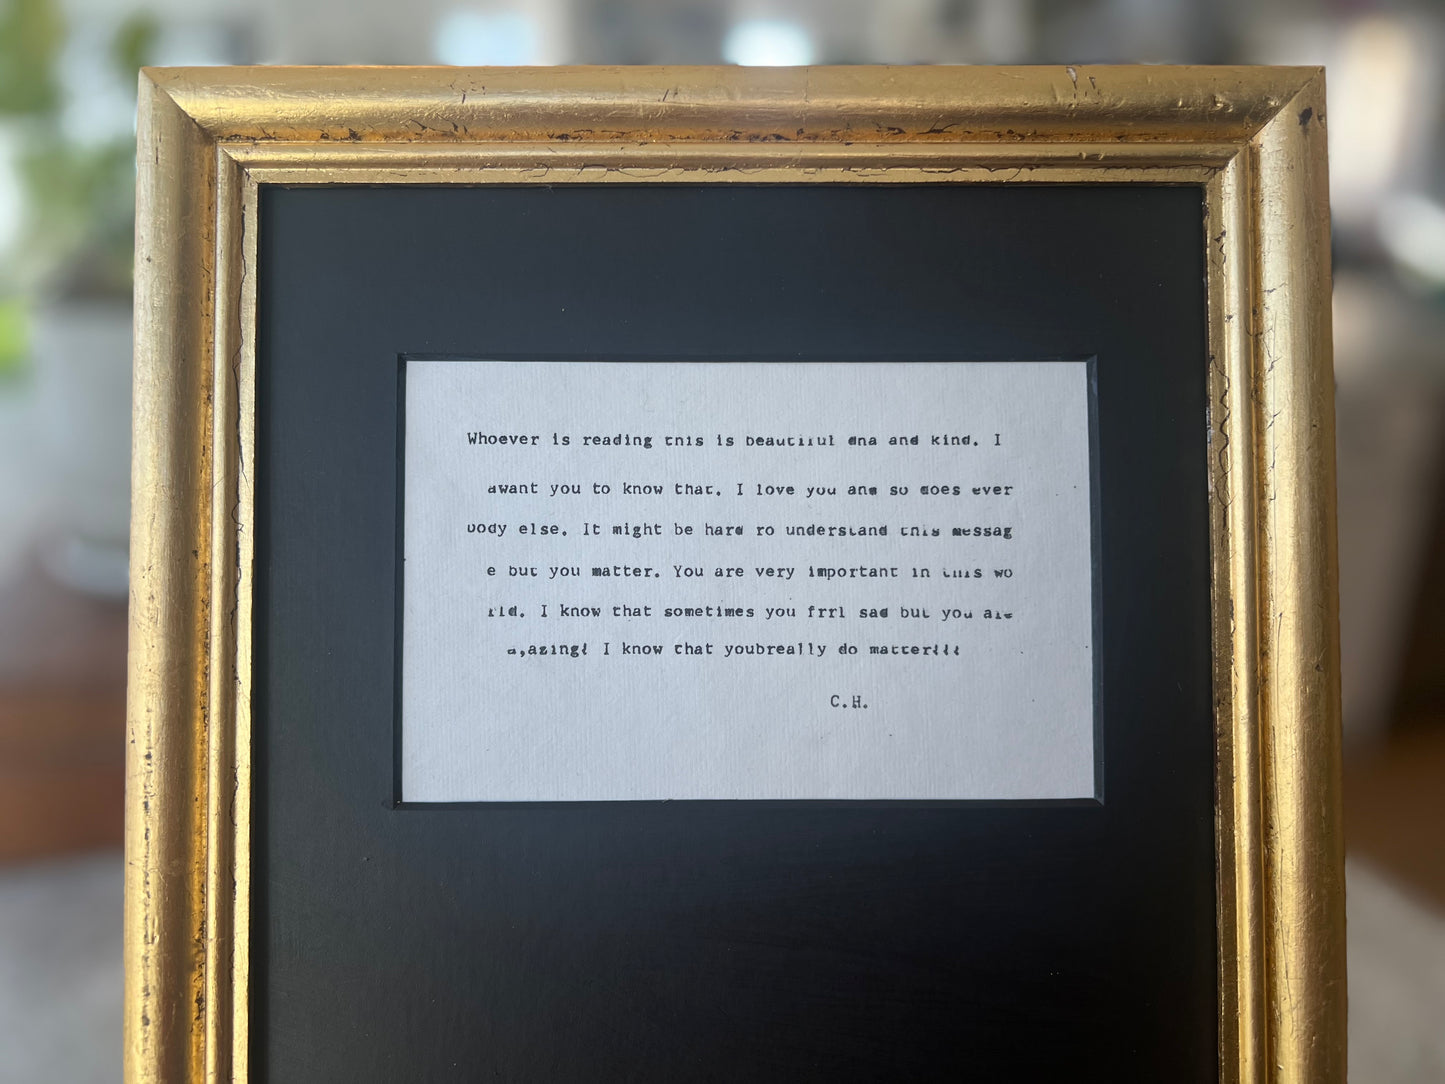 Whoever is reading this is beautiful dna and kind. I
awant you to know that. I love you and so does ever
body else. It might be hard ro understand this messag
e but you matter. You are very important in this wo
rld. I know that sometimes you frrl sad but you are
a,azing! I know that youbreally do matter!!!
C.H.